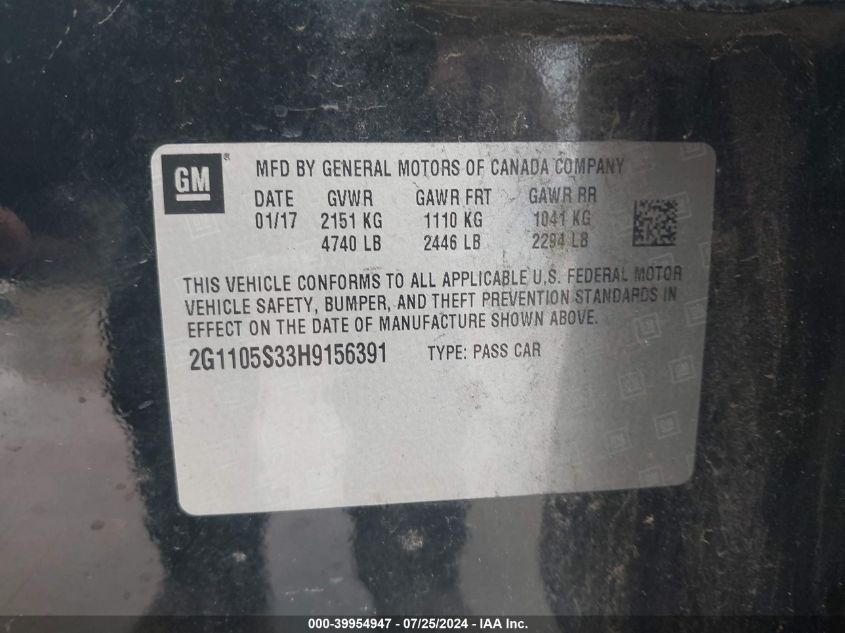 GM®
MFD BY GENERAL MOTORS OF CANADA COMPANY
DATE GVWR GAWR FRT GAWR RR
01/17 2151 KG 1110 KG 1041 KG
4740 LB 2446 LB 2294 LB
THIS VEHICLE CONFORMS TO ALL APPLICABLE U.S. FEDERAL MOTOR
VEHICLE SAFETY, BUMPER, AND THEFT PREVENTION STANDARDS IN
EFFECT ON THE DATE OF MANUFACTURE SHOWN ABOVE.
2G1105S33H9156391 TYPE: PASS CAR
000-39954947 / 07/25/2024 - IAA Inc.